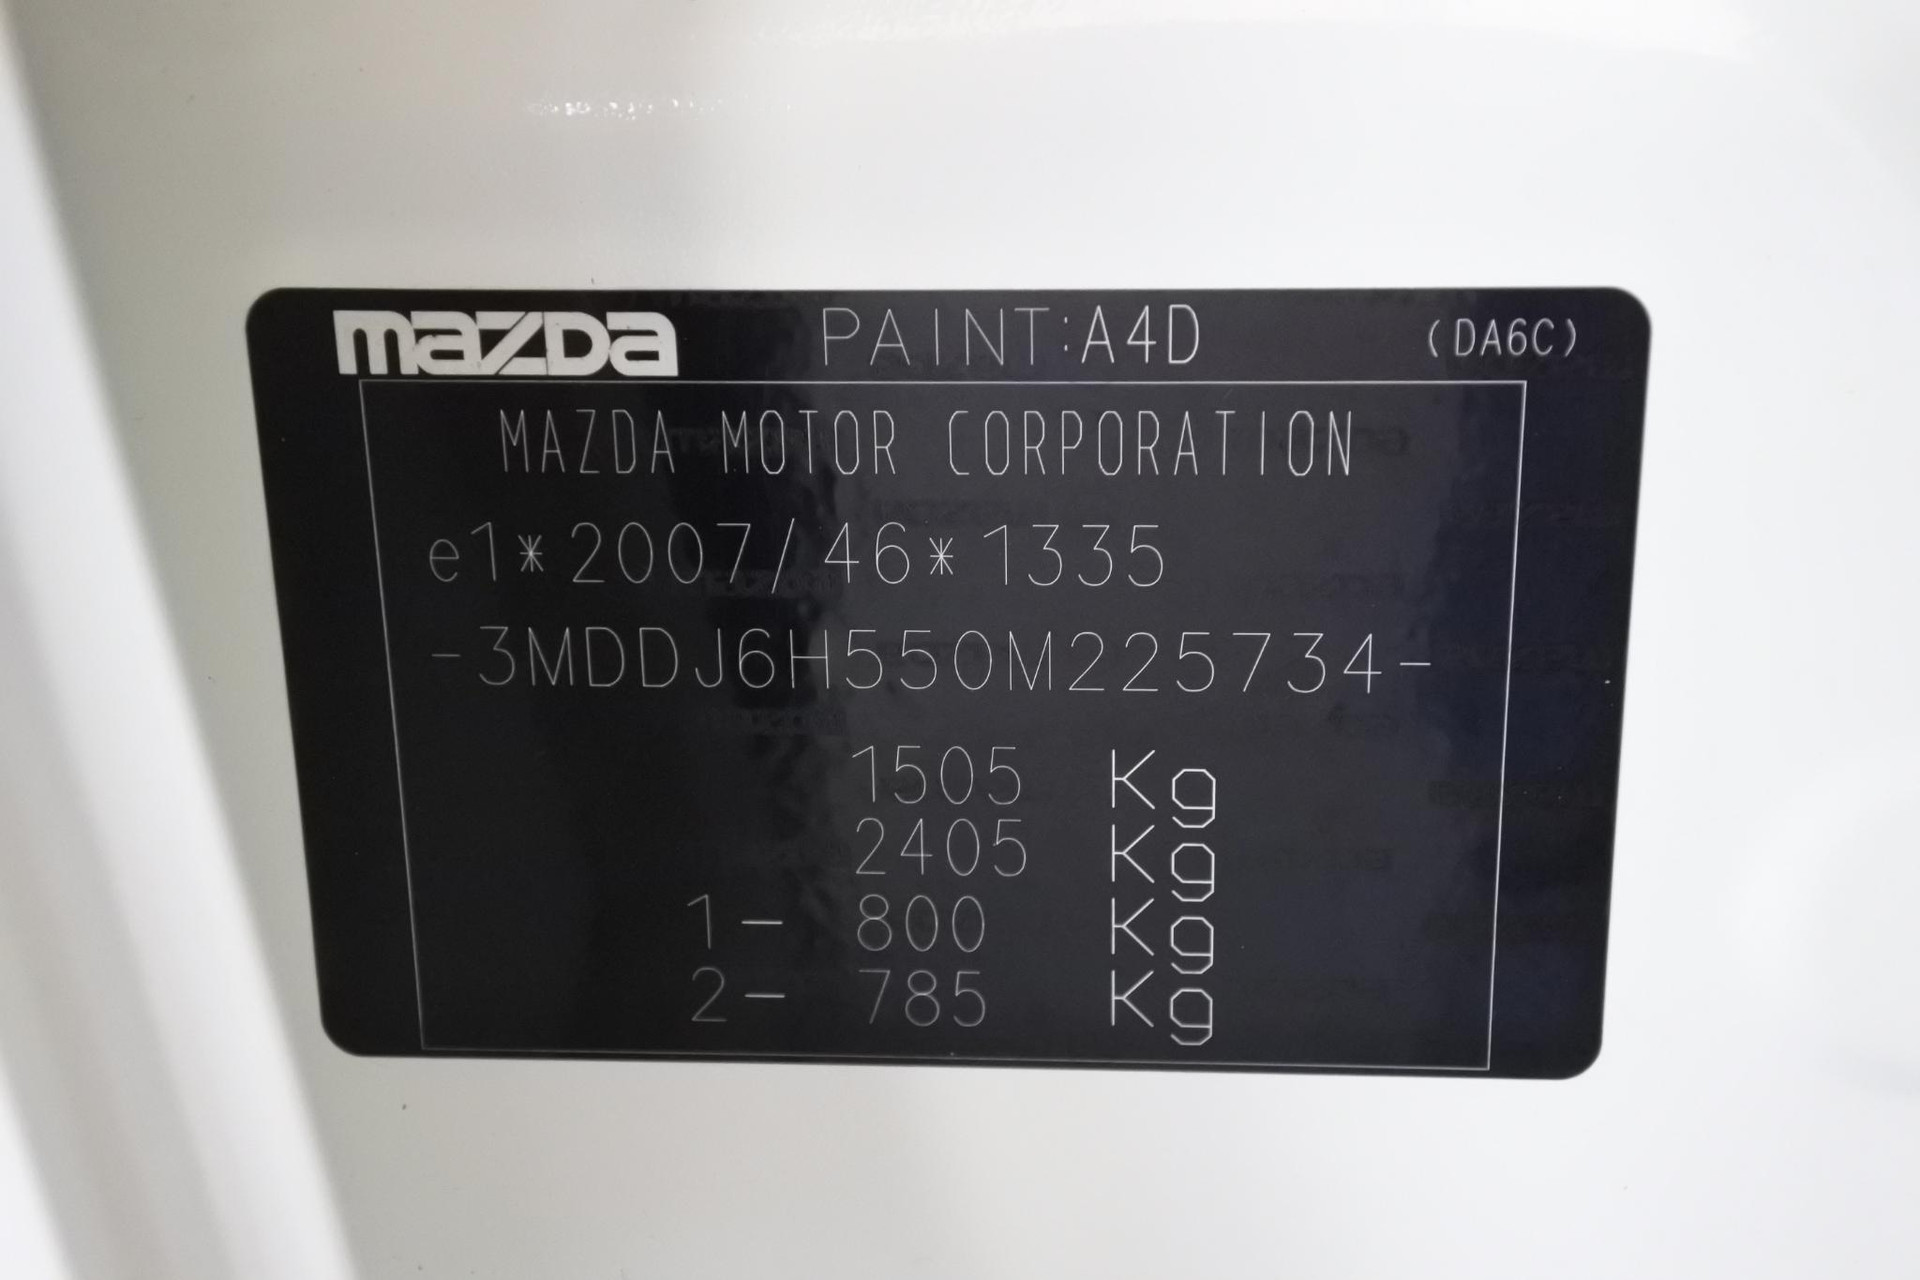 mazda PAINT:A4D (DA6C)
MAZDA MOTOR CORPORATION
e1*2007/46*1335
-3MDDJ6H550M225734-
1505 Kg
2405 Kg
1- 800 Kg
2- 785 Kg